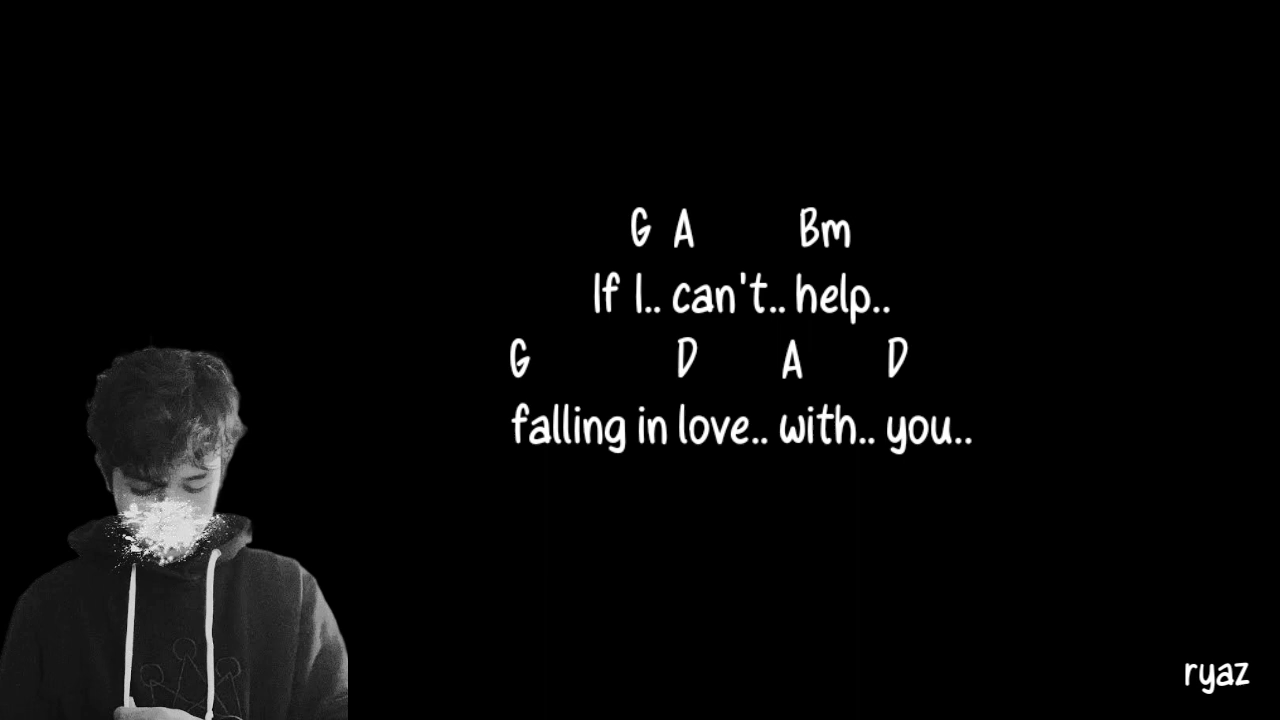 G A Bm
If I.. can't.. help..
G D A D
falling in love.. with.. you..
ryaz